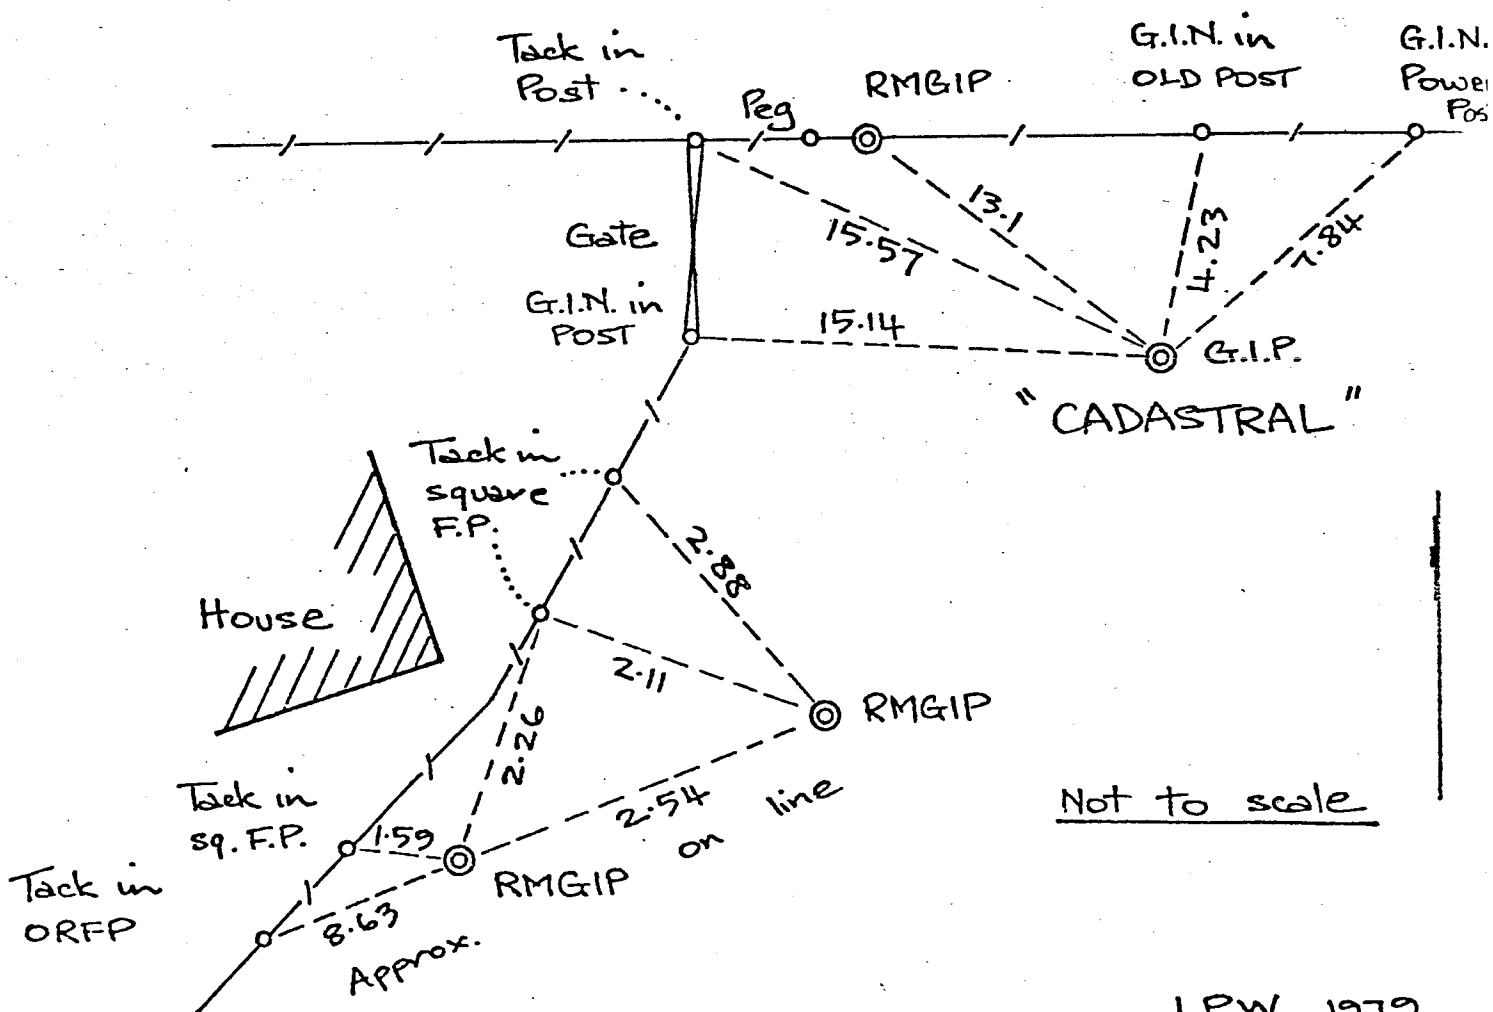 Tack in
Post
Peg
RMGIP
G.I.N. in
OLD POST
G.I.N.
Gate
G.I.N. in
POST
15.57
13.1
4.23
7.84
15.14
G.I.P.
"CADASTRAL"
Tack in
square
F.P.
2.88
House
2.11
RMGIP
2.26
2.54
on line
Not to scale
Tack in
sq. F.P.
1.59
RMGIP
Tack in
ORFP
8.63
Approx.
1979